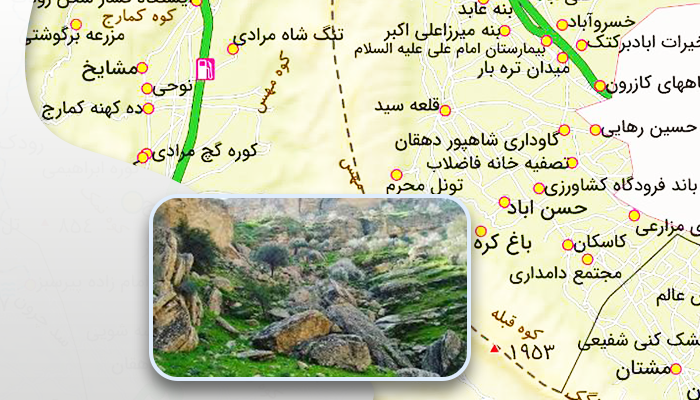 کوه کمارج
مزرعه برگوشتی
تنگ شاه مرادی
مشایخ
نوحی
ده کهنه کمارج
کوره گچ مرادی
کوه مهس
بنه عابد
خسروآباد
بنه میرزاعلی اکبر
بیمارستان امام علی علیه السلام
خیرات ابادبرکتک
میدان تره بار
قلعه سید
حسین رهایی
گاوداری شاهپور دهقان
تصفیه خانه فاضلاب
تونل محرم
باند فرودگاه کشاورزی
حسن اباد
مزارعی
باغ کره
کاسکان
مجتمع دامداری
عالم
کوه قبله
۱۹۵۳
شک کنی شفیعی
مشتان